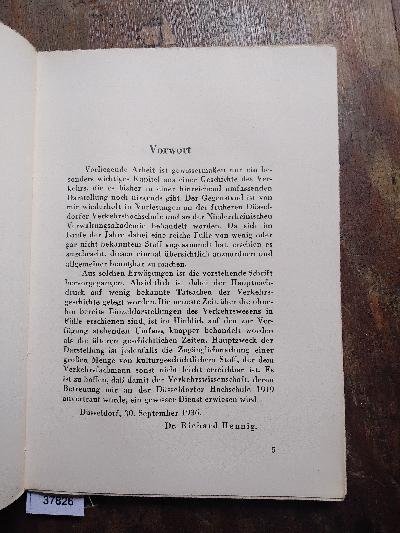 Vorwort
Vorliegende Arbeit ist gewissermaßen nur ein be-
sonders wichtiges Kapitel aus einer Geschichte des Ver-
kehrs, die es bisher in einer hinreichend umfassenden
Darstellung noch nirgends gibt. Der Gegenstand ist von
mir wiederholt in Vorlesungen an der früheren Düssel-
dorfer Verkehrshochschule und an der Niederrheinischen
Verwaltungsakademie behandelt worden. Da sich im
Laufe der Jahre dabei eine reiche Fülle von wenig oder
gar nicht bekanntem Stoff angesammelt hat, erschien es
angebracht, diesen einmal übersichtlich anzuordnen und
allgemeiner benutzbar zu machen.
Aus solchen Erwägungen ist die vorstehende Schrift
hervorgegangen. Absichtlich ist daher der Hauptnach-
druck auf wenig bekannte Tatsachen der Verkehrs-
geschichte gelegt worden. Die neueste Zeit, über die ohne-
hin bereits Einzeldarstellungen des Verkehrswesens in
Fülle erschienen sind, ist im Hinblick auf den zur Ver-
fügung stehenden Umfang knapper behandelt worden
als die älteren geschichtlichen Zeiten. Hauptzweck der
Darstellung ist jedenfalls die Zugänglichmachung einer
großen Menge von kulturgeschichtlichem Stoff, der dem
Verkehrsfachmann sonst nicht leicht erreichbar ist. Es
ist zu hoffen, daß damit der Verkehrswissenschaft, deren
Betreuung mir an der Düsseldorfer Hochschule 1919
anvertraut wurde, ein gewisser Dienst erwiesen wird.
Düsseldorf, 30. September 1936.
Dr. Richard Hennig.
5
37826